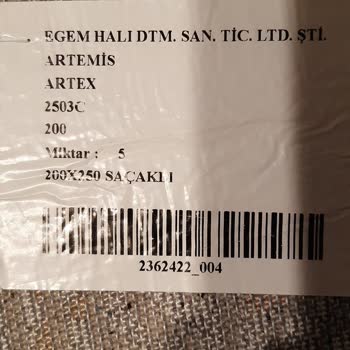 . EGEM HALI DTM. SAN. TİC. LTD. ŞTİ.
ARTEMİS
ARTEX
2503C
200
Miktar : 5
200X250 SAÇAKLI
2362422_004